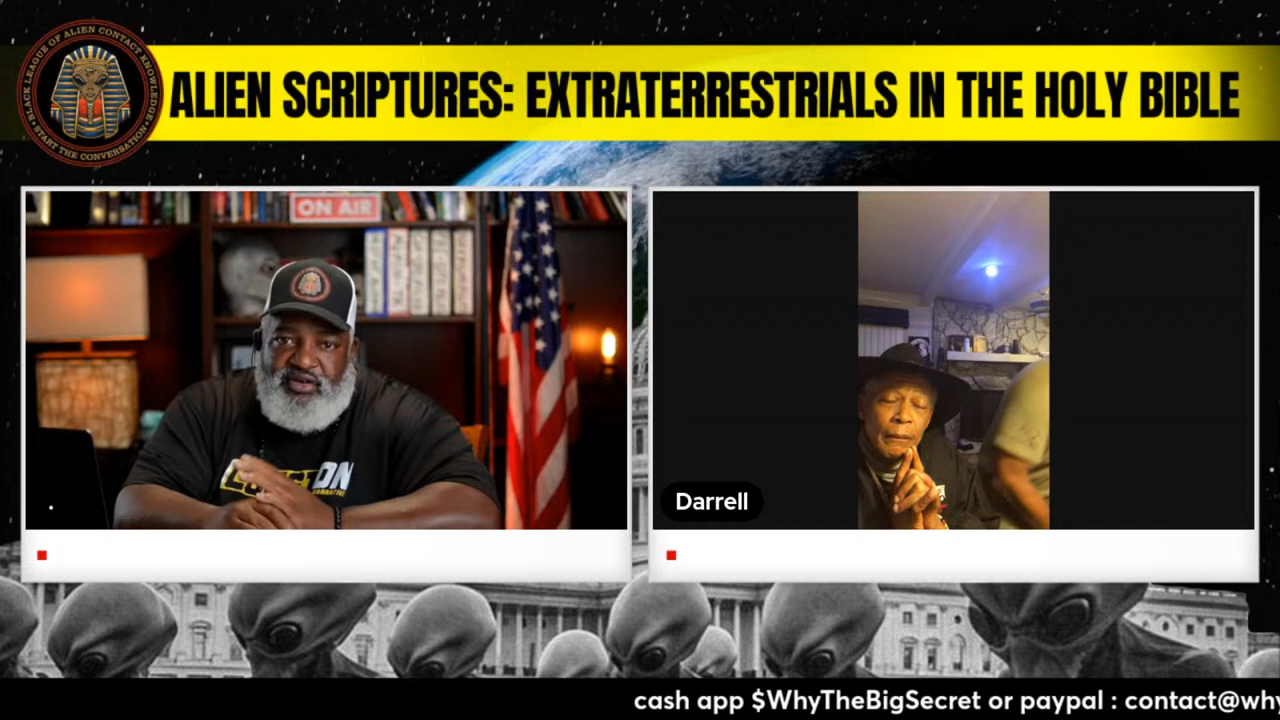 BLACK LEAGUE OF ALIEN CONTACT KNOWLEDGE
START THE CONVERSATION
ALIEN SCRIPTURES: EXTRATERRESTRIALS IN THE HOLY BIBLE
ON AIR
Darrell
cash app $WhyTheBigSecret or paypal : contact@why